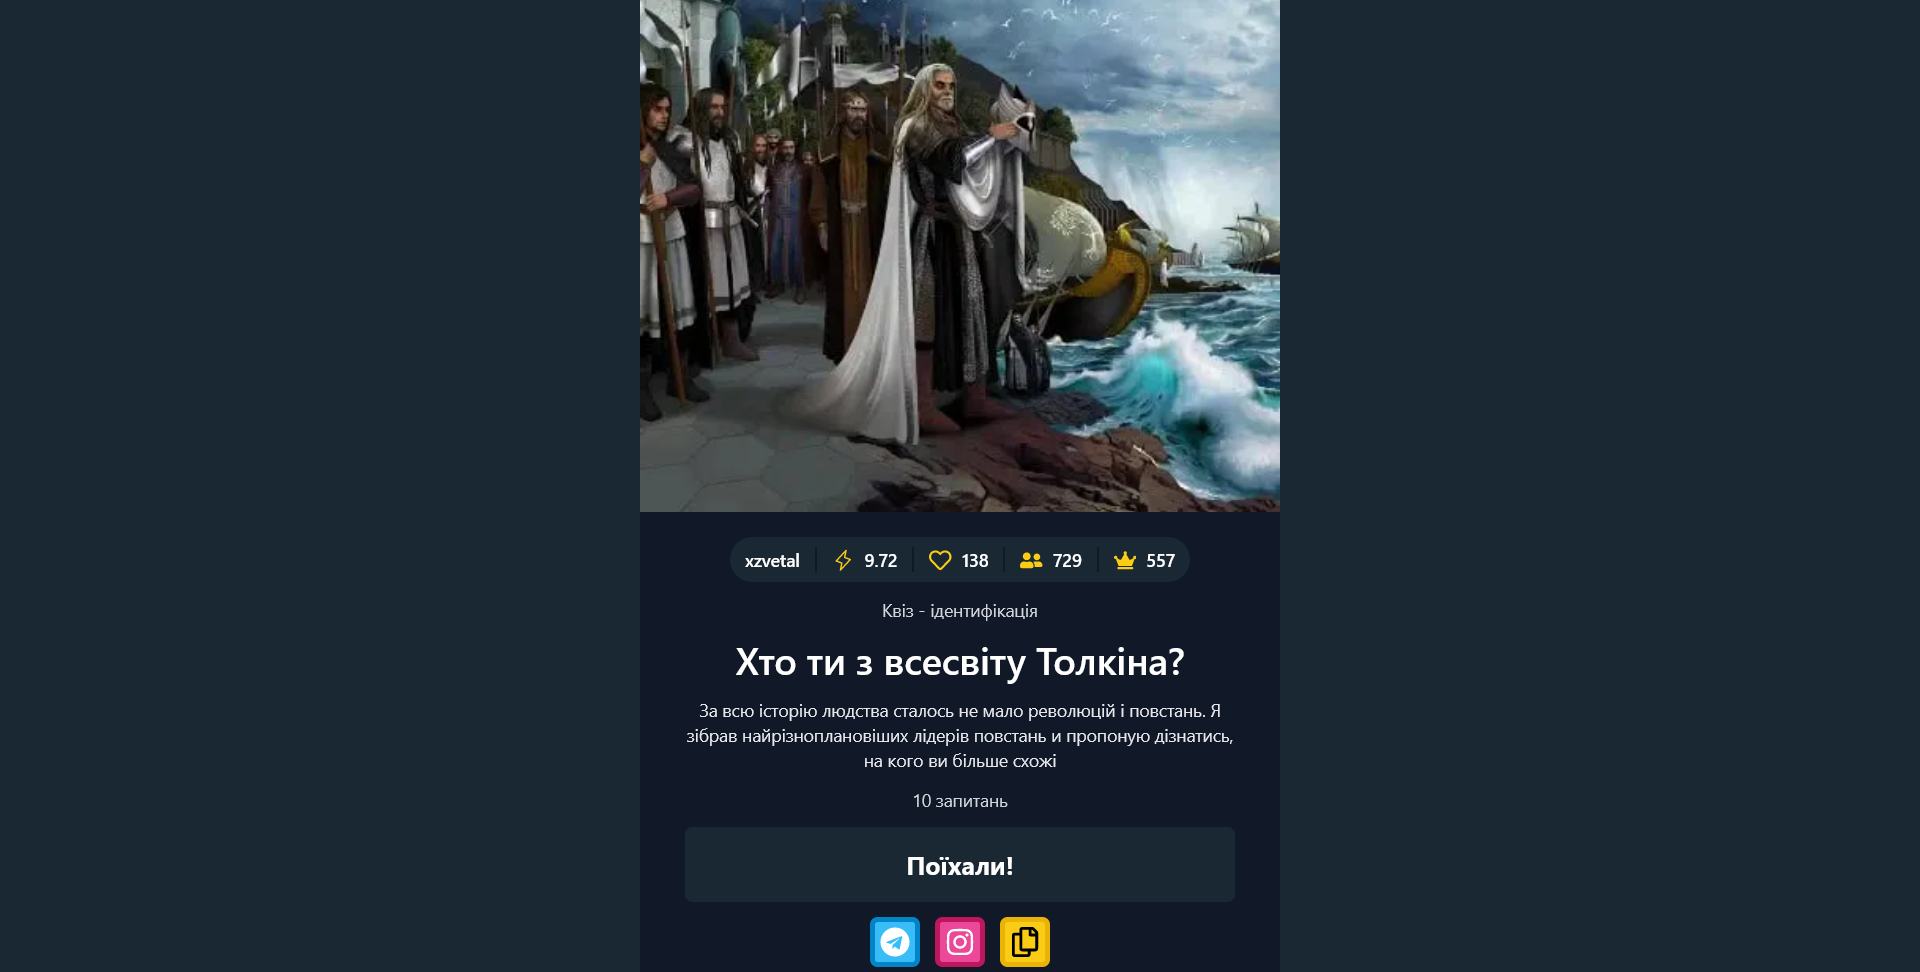 xzvetal 9.72 138 729 557
Квіз - ідентифікація
Хто ти з всесвіту Толкіна?
За всю історію людства сталось не мало революцій і повстань. Я
зібрав найрізноплановіших лідерів повстань и пропоную дізнатись,
на кого ви більше схожі
10 запитань
Поїхали!